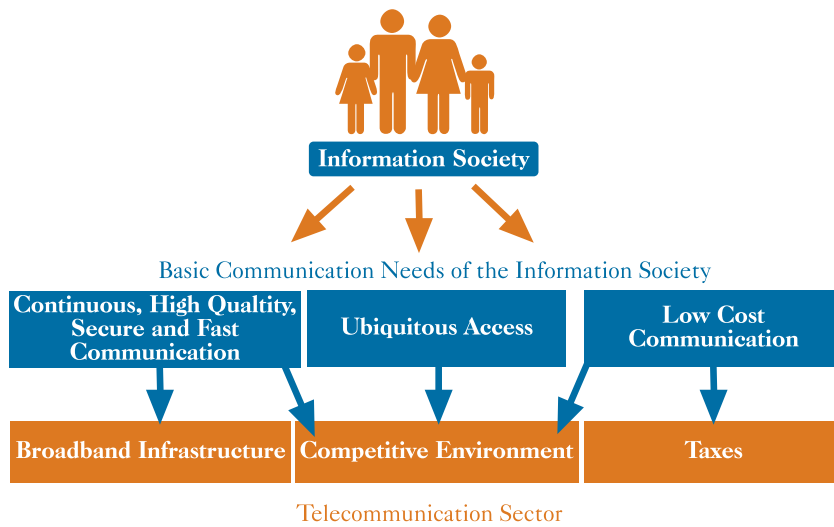 Information Society
Basic Communication Needs of the Information Society
Continuous, High Qualtity,
Secure and Fast
Communication
Ubiquitous Access
Low Cost
Communication
Broadband Infrastructure
Competitive Environment
Taxes
Telecommunication Sector